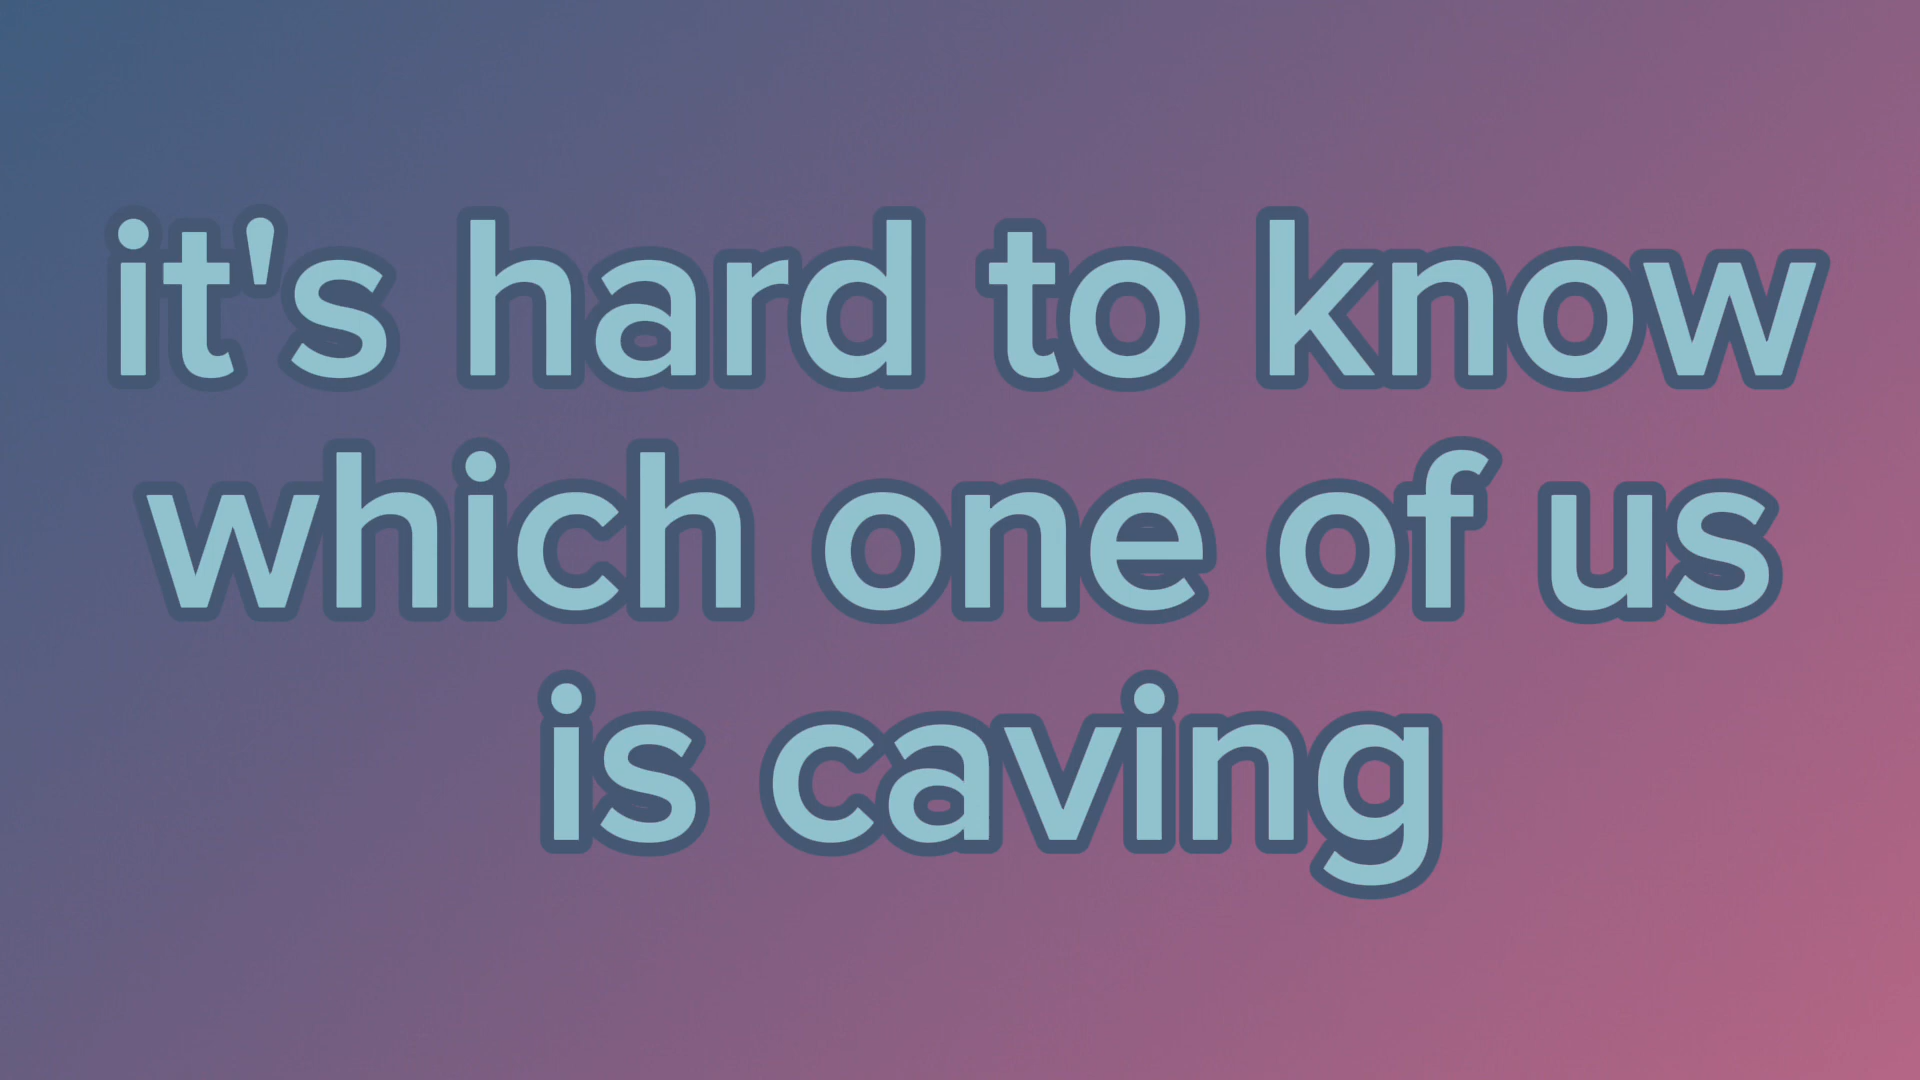 it's hard to know
which one of us
is caving